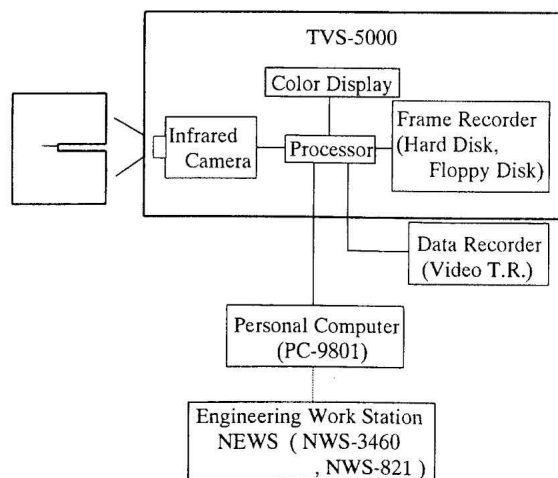 TVS-5000
Color Display
Infrared
Camera
Processor
Frame Recorder
(Hard Disk,
Floppy Disk)
Data Recorder
(Video T.R.)
Personal Computer
(PC-9801)
Engineering Work Station
NEWS ( NWS-3460
, NWS-821 )